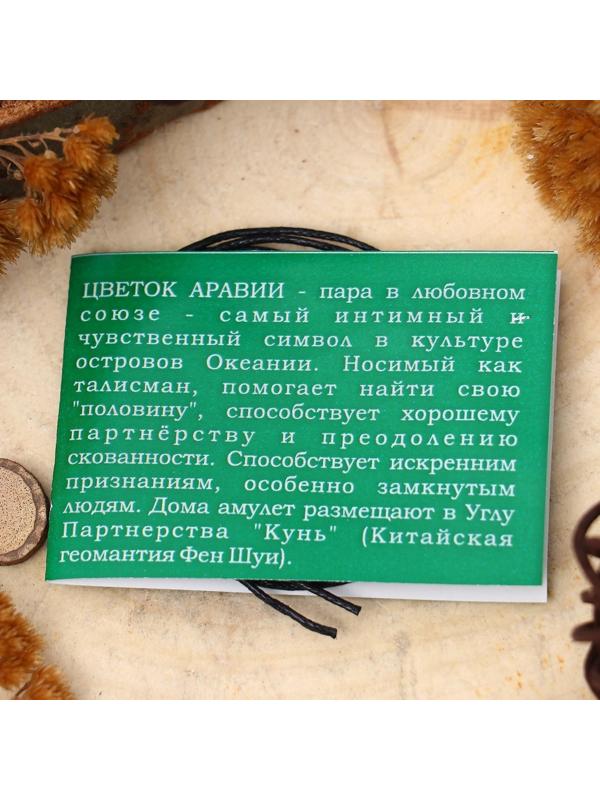 ЦВЕТОК АРАВИИ - пара в любовном
союзе - самый интимный и
чувственный символ в культуре
островов Океании. Носимый как
талисман, помогает найти свою
"половину", способствует хорошему
партнёрству и преодолению
скованности. Способствует искренним
признаниям, особенно замкнутым
людям. Дома амулет размещают в Углу
Партнерства "Кунь" (Китайская
геомантия Фен Шуи).